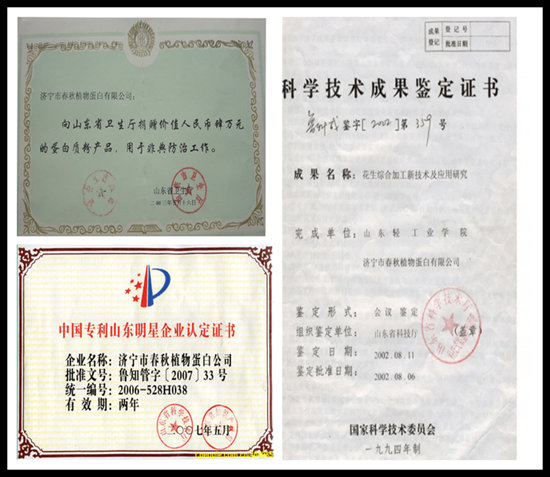 济宁市春秋植物蛋白有限公司：
向山东省卫生厅捐赠价值人民币肆万元
的蛋白质粉产品，用于非典防治工作。
山东省卫生厅
中国专利山东明星企业认定证书
企业名称：济宁市春秋植物蛋白公司
批准文号：鲁知管字［2007］33号
统一编号：2006-528H038
有 效 期：两年
二〇〇七年五月
成果登记
登 记 号
批准日期
科学技术成果鉴定证书
鲁科成 鉴字［2002］第 359 号
成 果 名 称：花生综合加工新技术及应用研究
完 成 单 位：山 东 轻 工 业 学 院
济宁市春秋植物蛋白有限公司
鉴 定 形 式：会 议 鉴 定
组织鉴定单位：山东省科技厅 （盖章）
鉴 定 日 期：2002.08.11
鉴定批准日期：2002.08.06
国家科学技术委员会
一九九四年制